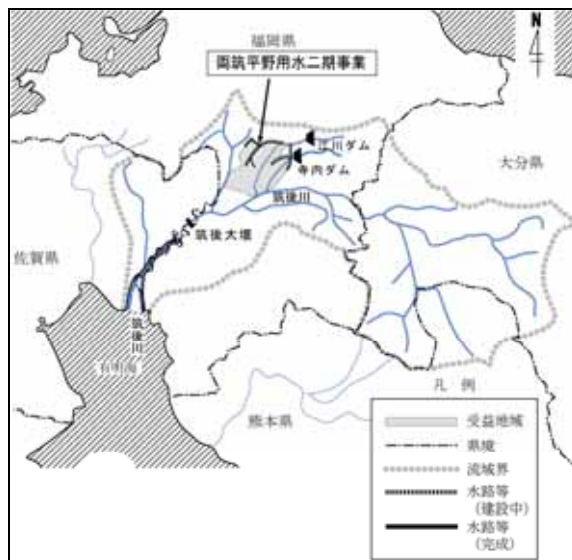 福岡県
N
両筑平野用水二期事業
江川ダム
寺内ダム
大分県
筑後川
筑後大堰
佐賀県
筑後川
有明海
熊本県
凡 例
受益地域
県境
流域界
水路等
(建設中)
水路等
(完成)